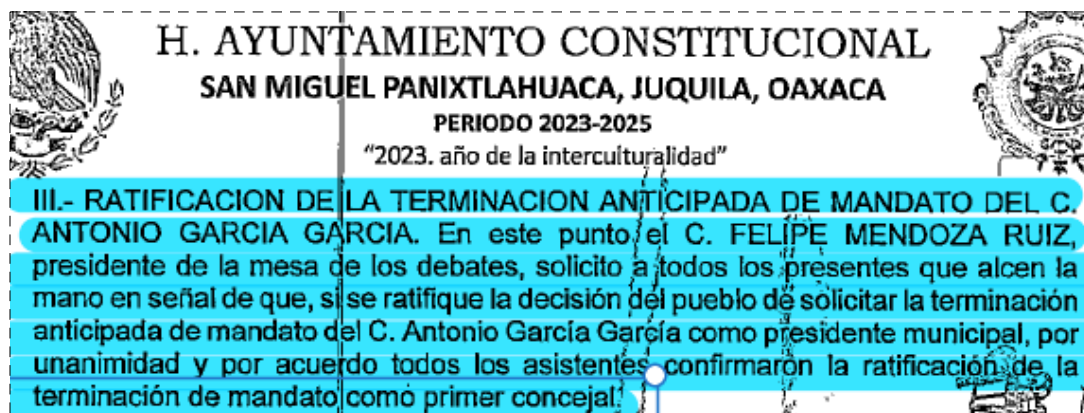 H. AYUNTAMIENTO CONSTITUCIONAL
SAN MIGUEL PANIXTLAHUACA, JUQUILA, OAXACA
PERIODO 2023-2025
“2023. año de la interculturalidad”
III.- RATIFICACION DE LA TERMINACION ANTICIPADA DE MANDATO DEL C.
ANTONIO GARCIA GARCIA. En este punto el C. FELIPE MENDOZA RUIZ,
presidente de la mesa de los debates, solicito a todos los presentes que alcen la
mano en señal de que, si se ratifique la decisión del pueblo de solicitar la terminación
anticipada de mandato del C. Antonio García García como presidente municipal, por
unanimidad y por acuerdo todos los asistentes confirmaron la ratificación de la
terminación de mandato como primer concejal.